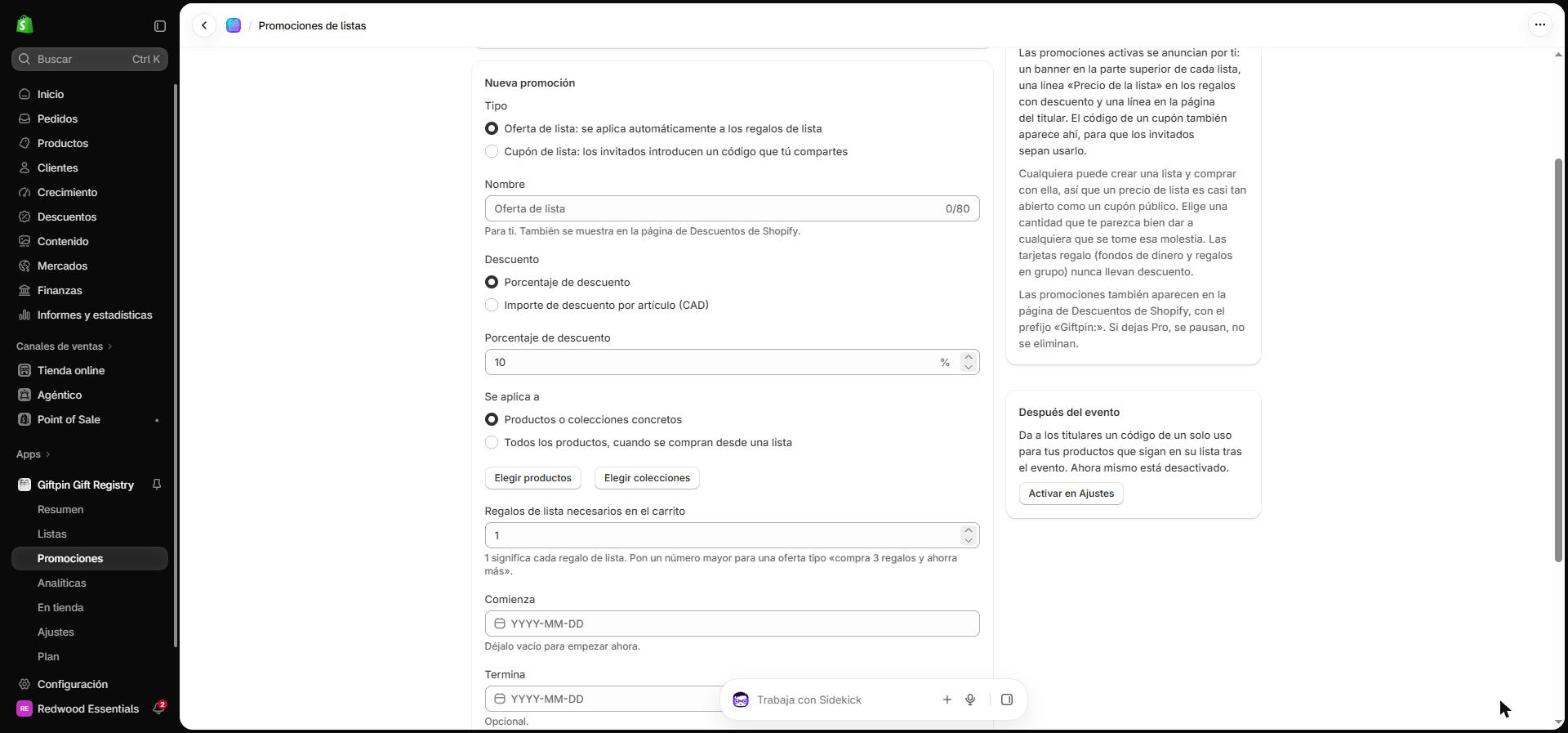 Promociones de listas
Buscar
Ctrl K
Inicio
Pedidos
Productos
Clientes
Crecimiento
Descuentos
Contenido
Mercados
Finanzas
Informes y estadísticas
Canales de ventas
Tienda online
Agéntico
Point of Sale
Apps
Giftpin Gift Registry
Resumen
Listas
Promociones
Analíticas
En tienda
Ajustes
Plan
Configuración
RE
Redwood Essentials
2
Nueva promoción
Tipo
Oferta de lista: se aplica automáticamente a los regalos de lista
Cupón de lista: los invitados introducen un código que tú compartes
Nombre
Oferta de lista
0/80
Para ti. También se muestra en la página de Descuentos de Shopify.
Descuento
Porcentaje de descuento
Importe de descuento por artículo (CAD)
Porcentaje de descuento
10
%
Se aplica a
Productos o colecciones concretos
Todos los productos, cuando se compran desde una lista
Elegir productos
Elegir colecciones
Regalos de lista necesarios en el carrito
1
1 significa cada regalo de lista. Pon un número mayor para una oferta tipo «compra 3 regalos y ahorra
más».
Comienza
YYYY-MM-DD
Déjalo vacío para empezar ahora.
Termina
YYYY-MM-DD
Opcional.
Trabaja con Sidekick
Las promociones activas se anuncian por ti:
un banner en la parte superior de cada lista,
una línea «Precio de la lista» en los regalos
con descuento y una línea en la página
del titular. El código de un cupón también
aparece ahí, para que los invitados
sepan usarlo.
Cualquiera puede crear una lista y comprar
con ella, así que un precio de lista es casi tan
abierto como un cupón público. Elige una
cantidad que te parezca bien dar a
cualquiera que se tome esa molestia. Las
tarjetas regalo (fondos de dinero y regalos
en grupo) nunca llevan descuento.
Las promociones también aparecen en la
página de Descuentos de Shopify, con el
prefijo «Giftpin:». Si dejas Pro, se pausan, no
se eliminan.
Después del evento
Da a los titulares un código de un solo uso
para tus productos que sigan en su lista tras
el evento. Ahora mismo está desactivado.
Activar en Ajustes